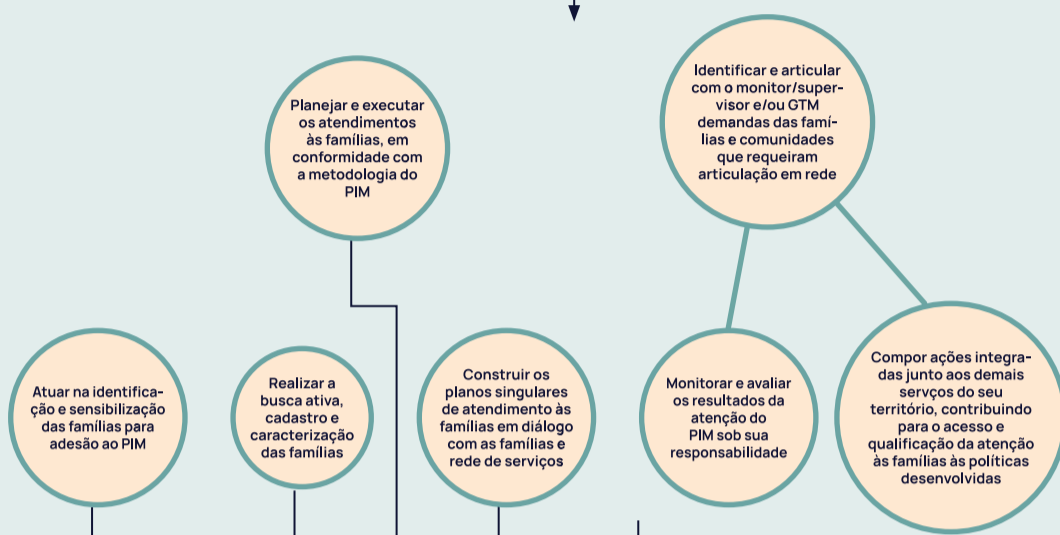 Planejar e executar
os atendimentos
às famílias, em
conformidade com
a metodologia do
PIM
Identificar e articular
com o monitor/super-
visor e/ou GTM
demandas das famí-
lias e comunidades
que requeiram
articulação em rede
Atuar na identifica-
ção e sensibilização
das famílias para
adesão ao PIM
Realizar a
busca ativa,
cadastro e
caracterização
das famílias
Construir os
planos singulares
de atendimento às
famílias em diálogo
com as famílias e
rede de serviços
Monitorar e avaliar
os resultados da
atenção do
PIM sob sua
responsabilidade
Compor ações integra-
das junto aos demais
serviços do seu
território, contribuindo
para o acesso e
qualificação da atenção
às famílias às políticas
desenvolvidas